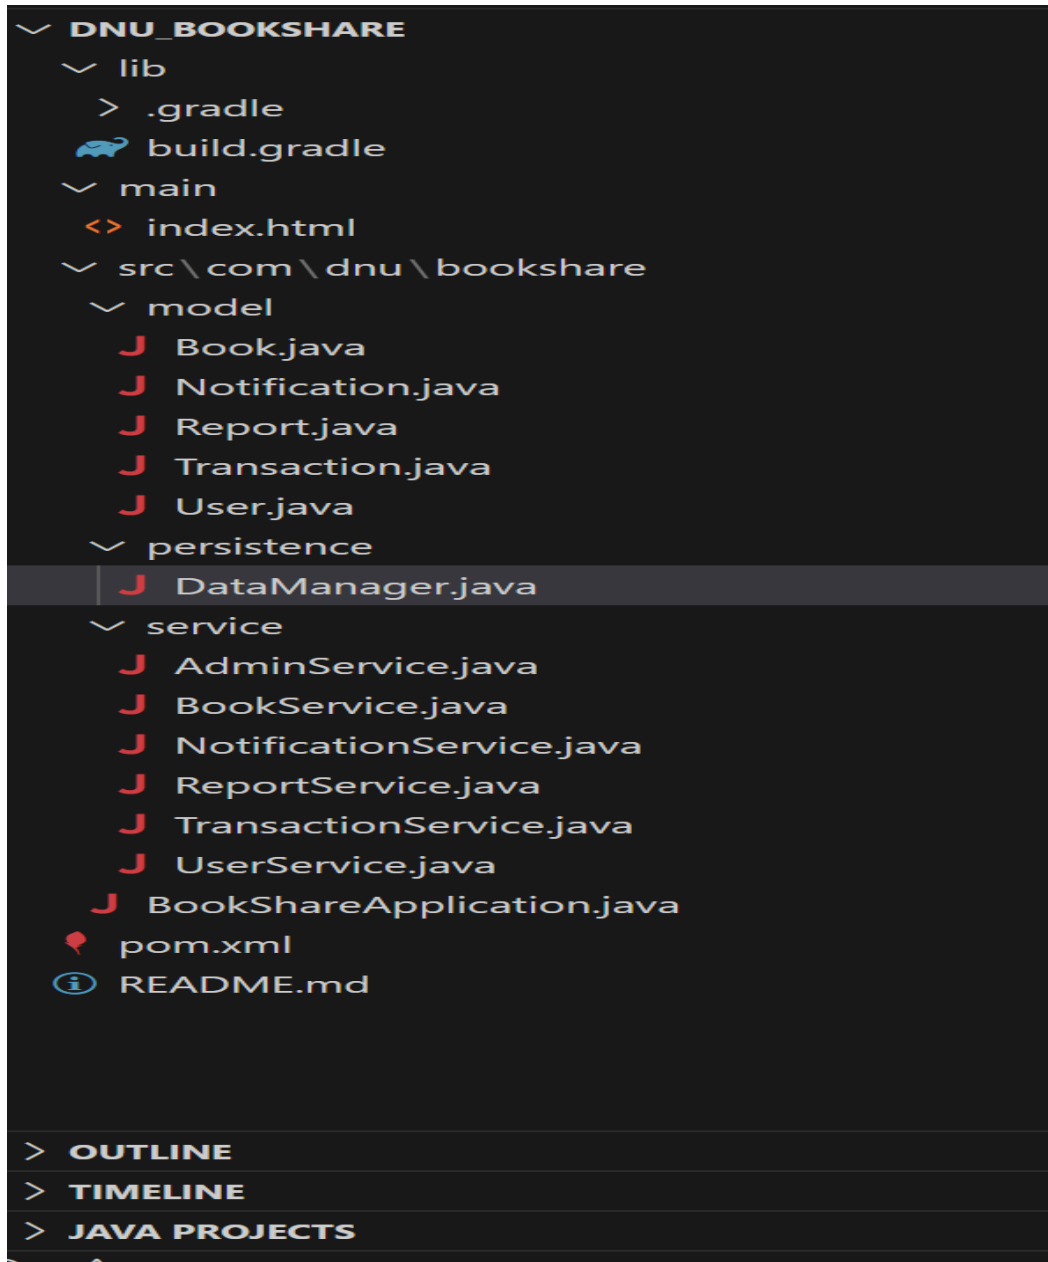 DNU_BOOKSHARE
lib
.gradle
build.gradle
main
index.html
src\com\dnu\bookshare
model
Book.java
Notification.java
Report.java
Transaction.java
User.java
persistence
DataManager.java
service
AdminService.java
BookService.java
NotificationService.java
ReportService.java
TransactionService.java
UserService.java
BookShareApplication.java
pom.xml
README.md
OUTLINE
TIMELINE
JAVA PROJECTS